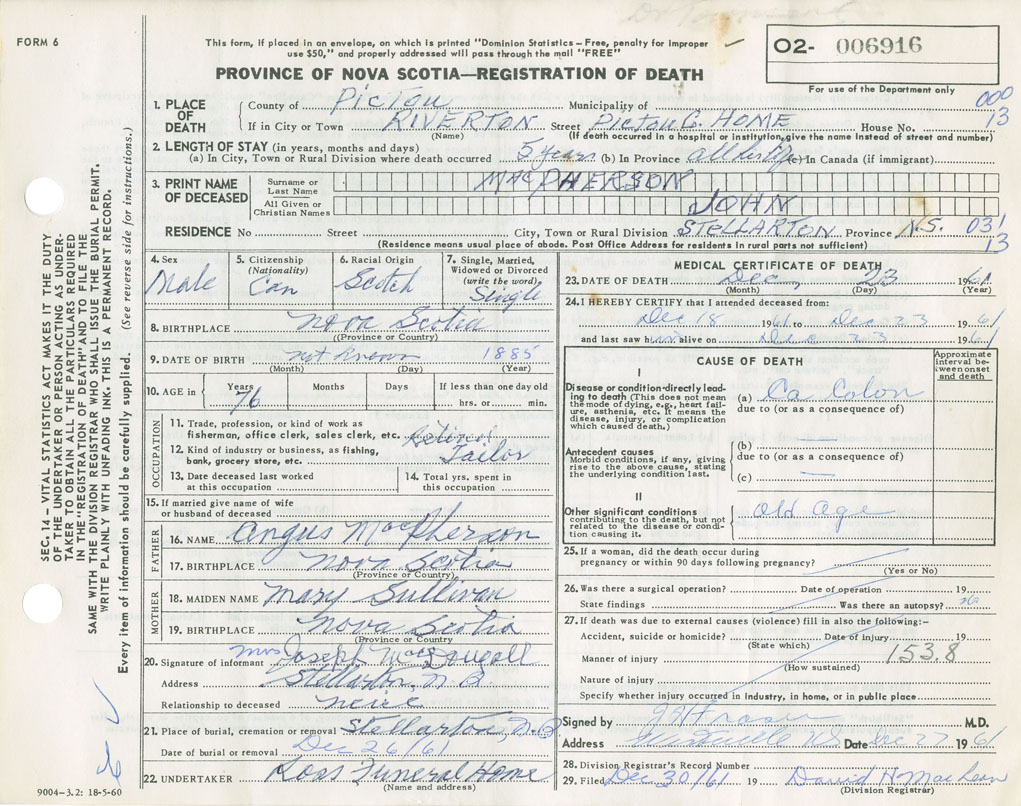 FORM 6
This form, if placed in an envelope, on which is printed "Dominion Statistics – Free, penalty for improper
use $50," and properly addressed will pass through the mail "FREE"
O2- 006916
For use of the Department only
PROVINCE OF NOVA SCOTIA—REGISTRATION OF DEATH
000
13
1. PLACE OF DEATH
County of Pictou Municipality of
If in City or Town RIVERTON Street Pictou C. HOME House No.
(Name) (If death occurred in a hospital or institution, give the name instead of street and number)
2. LENGTH OF STAY (in years, months and days)
(a) In City, Town or Rural Division where death occurred 5 years (b) In Province all his life (c) In Canada (if immigrant)
3. PRINT NAME OF DECEASED
Surname or Last Name MACPHERSON
All Given or Christian Names JOHN
RESIDENCE No Street City, Town or Rural Division STELLARTON Province N.S. 031
13
(Residence means usual place of abode. Post Office Address for residents in rural parts not sufficient)
4. Sex Male
5. Citizenship (Nationality) Can
6. Racial Origin Scotch
7. Single, Married, Widowed or Divorced (write the word) Single
8. BIRTHPLACE Nova Scotia
(Province or Country)
9. DATE OF BIRTH not known 1885
(Month) (Day) (Year)
10. AGE in Years 76 Months Days If less than one day old
hrs. or min.
OCCUPATION
11. Trade, profession, or kind of work as
fisherman, office clerk, sales clerk, etc. Retired
12. Kind of industry or business, as fishing,
bank, grocery store, etc. Tailor
13. Date deceased last worked
at this occupation
14. Total yrs. spent in
this occupation
15. If married give name of wife
or husband of deceased
FATHER
16. NAME Angus MacPherson
17. BIRTHPLACE Nova Scotia
(Province or Country)
MOTHER
18. MAIDEN NAME Mary Sullivan
19. BIRTHPLACE Nova Scotia
(Province or Country)
20. Signature of informant Mrs Joseph MacDougall
Address Stellarton,
Relationship to deceased neice
21. Place of burial, cremation or removal Stellarton,
Date of burial or removal Dec 26/61
22. UNDERTAKER Funeral Home
(Name and address)
MEDICAL CERTIFICATE OF DEATH
23. DATE OF DEATH Dec, 23 1961
(Month) (Day) (Year)
24. I HEREBY CERTIFY that I attended deceased from:
Dec 18 1961 to Dec 23 1961
and last saw him alive on Dec 23 1961
CAUSE OF DEATH
Approximate interval between onset and death
I
Disease or condition-directly leading
to death (This does not mean
the mode of dying, e.g., heart failure,
asthenia, etc. It means the
disease, injury, or complication
which caused death.)
(a) Ca Colon
due to (or as a consequence of)
(b)
Antecedent causes
Morbid conditions, if any, giving
rise to the above cause, stating
the underlying condition last.
due to (or as a consequence of)
(c)
II
Other significant conditions
contributing to the death, but not
related to the disease or condition
causing it.
Old Age
25. If a woman, did the death occur during
pregnancy or within 90 days following pregnancy?
(Yes or No)
26. Was there a surgical operation? Date of operation 19
State findings Was there an autopsy? no
27. If death was due to external causes (violence) fill in also the following:-
Accident, suicide or homicide? Date of injury 19
(State which)
Manner of injury 153.8
(How sustained)
Nature of injury
Specify whether injury occurred in industry, in home, or in public place
Signed by J H Fraser M.D.
Address Date Dec 27 1961
28. Division Registrar's Record Number
29. Filed Dec 30/61 19 David H MacLean
(Division Registrar)
SEC. 14 – VITAL STATISTICS ACT MAKES IT THE DUTY
OF THE UNDERTAKER OR PERSON ACTING AS UNDERTAKER
TO OBTAIN ALL THE PARTICULARS REQUIRED
IN THE "REGISTRATION OF DEATH" AND TO FILE THE
SAME WITH THE DIVISION REGISTRAR WHO SHALL ISSUE THE BURIAL PERMIT.
WRITE PLAINLY WITH UNFADING INK. THIS IS A PERMANENT RECORD.
Every item of information should be carefully supplied. (See reverse side for instructions.)
9004–3.2: 18-5-60